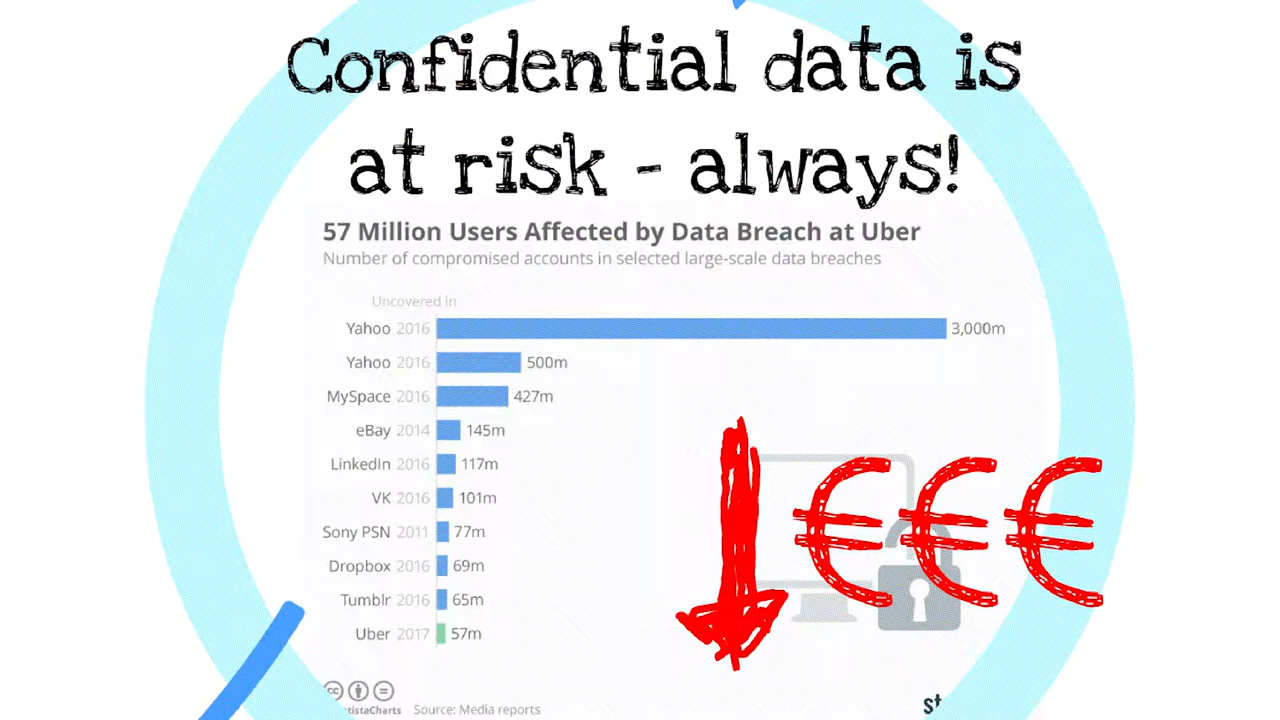 Confidential data is
at risk - always!
57 Million Users Affected by Data Breach at Uber
Number of compromised accounts in selected large-scale data breaches
Uncovered in
Yahoo 2016 3,000m
Yahoo 2016 500m
MySpace 2016 427m
eBay 2014 145m
LinkedIn 2016 117m
VK 2016 101m
Sony PSN 2011 77m
Dropbox 2016 69m
Tumblr 2016 65m
Uber 2017 57m
€€€
Source: Media reports